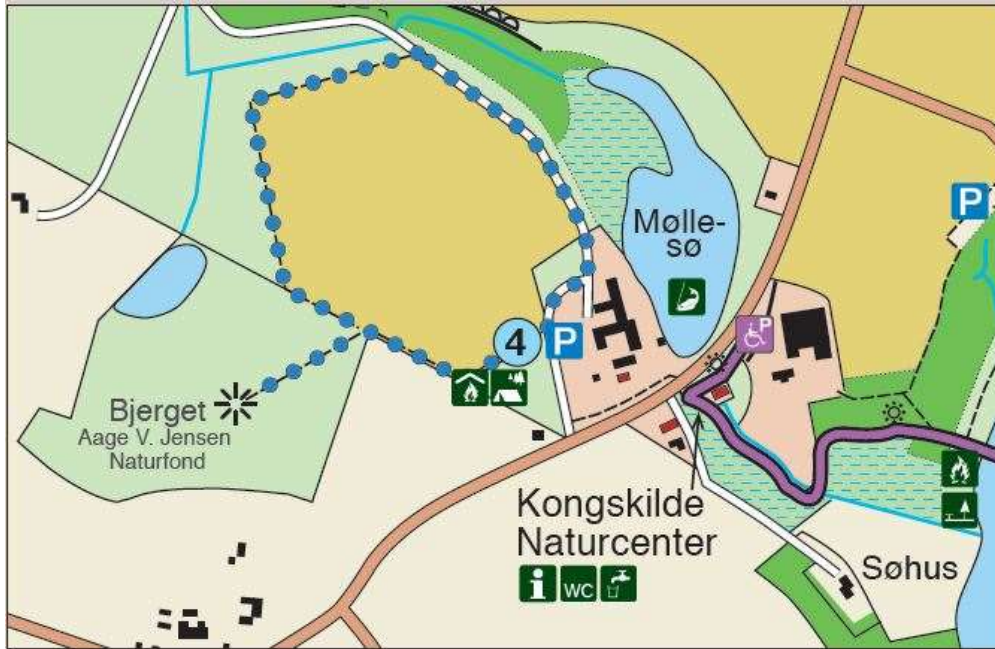 Mølle-
sø
P
P
4
P
Bjerget
Aage V. Jensen
Naturfond
Kongskilde
Naturcenter
i WC
Søhus